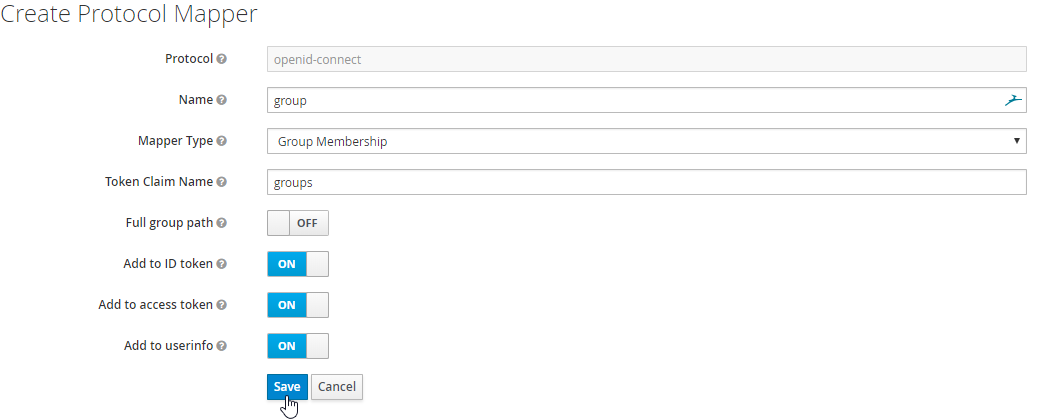 Create Protocol Mapper
Protocol
openid-connect
Name
group
Mapper Type
Group Membership
Token Claim Name
groups
Full group path
OFF
Add to ID token
ON
Add to access token
ON
Add to userinfo
ON
Save Cancel